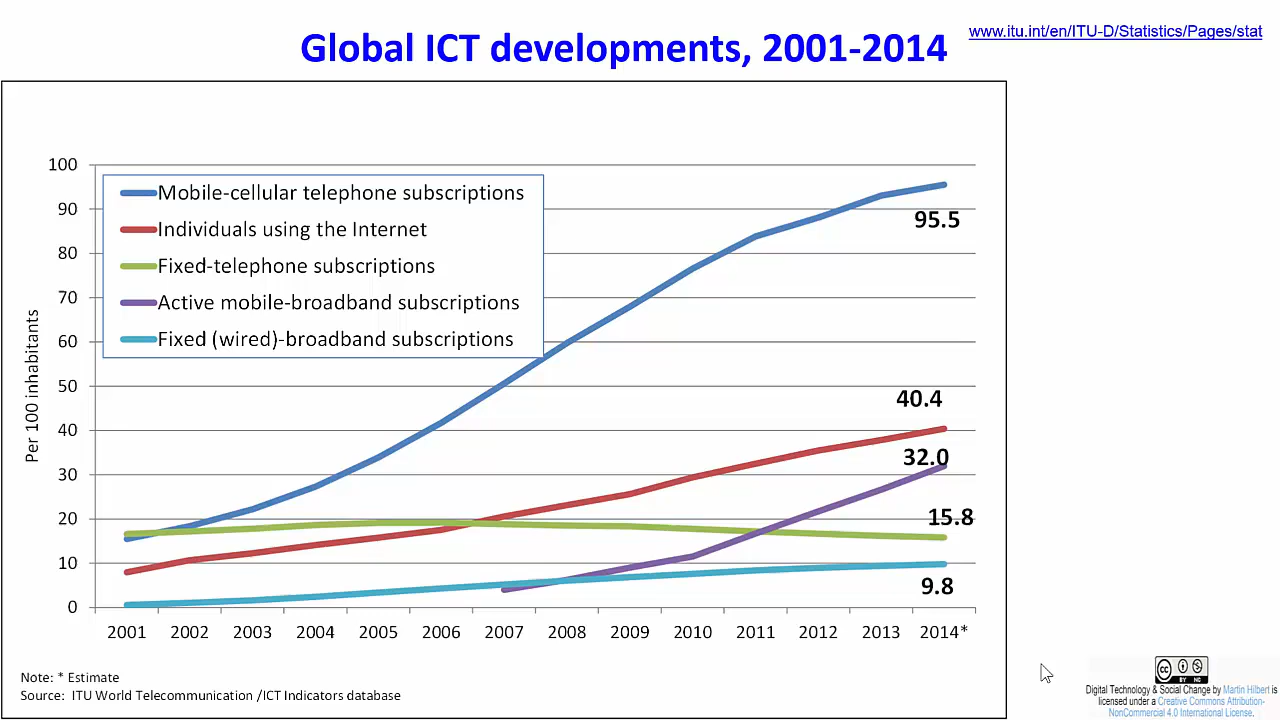 Global ICT developments, 2001-2014
www.itu.int/en/ITU-D/Statistics/Pages/stat
100
90
80
70
60
50
40
30
20
10
0
Per 100 inhabitants
Mobile-cellular telephone subscriptions
Individuals using the Internet
Fixed-telephone subscriptions
Active mobile-broadband subscriptions
Fixed (wired)-broadband subscriptions
95.5
40.4
32.0
15.8
9.8
2001 2002 2003 2004 2005 2006 2007 2008 2009 2010 2011 2012 2013 2014*
Note: * Estimate
Source: ITU World Telecommunication /ICT Indicators database
cc
BY NC
Digital Technology & Social Change by Martin Hilbert is
licensed under a Creative Commons Attribution-
NonCommercial 4.0 International License.